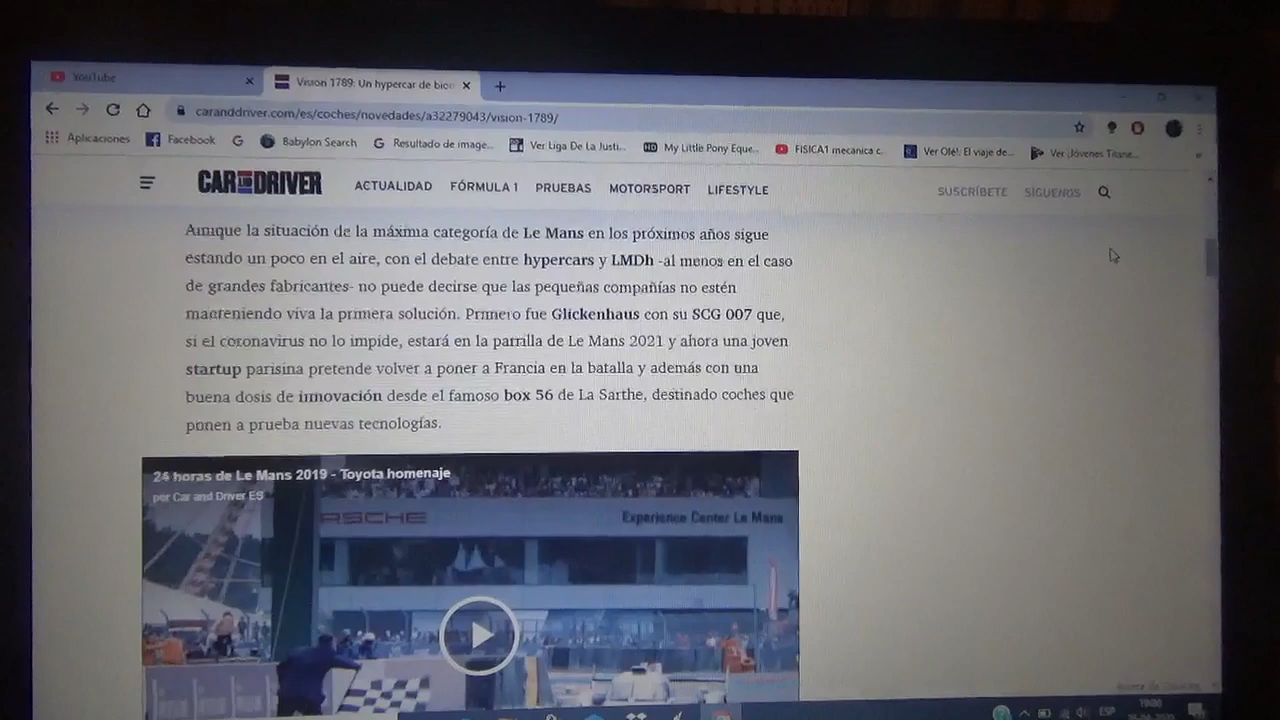 YouTube
Vision 1789: Un hypercar de bion
caranddriver.com/es/coches/novedades/a32279043/vision-1789/
Aplicaciones Facebook Babylon Search Resultado de image... Ver Liga De La Justi... My Little Pony Eque... FISICA1 mecanica c. Ver Olé!: El viaje de... Ver ¡Jóvenes Titane...
CAR AND DRIVER ACTUALIDAD FÓRMULA 1 PRUEBAS MOTORSPORT LIFESTYLE SUSCRÍBETE SÍGUENOS
Aunque la situación de la máxima categoría de Le Mans en los próximos años sigue
estando un poco en el aire, con el debate entre hypercars y LMDh -al menos en el caso
de grandes fabricantes- no puede decirse que las pequeñas compañías no estén
manteniendo viva la primera solución. Primero fue Glickenhaus con su SCG 007 que,
si el coronavirus no lo impide, estará en la parrilla de Le Mans 2021 y ahora una joven
startup parisina pretende volver a poner a Francia en la batalla y además con una
buena dosis de innovación desde el famoso box 56 de La Sarthe, destinado coches que
ponen a prueba nuevas tecnologías.
24 horas de Le Mans 2019 - Toyota homenaje
por Car and Driver ES
RSCHE Experience Center Le Mans
ESP 19:00